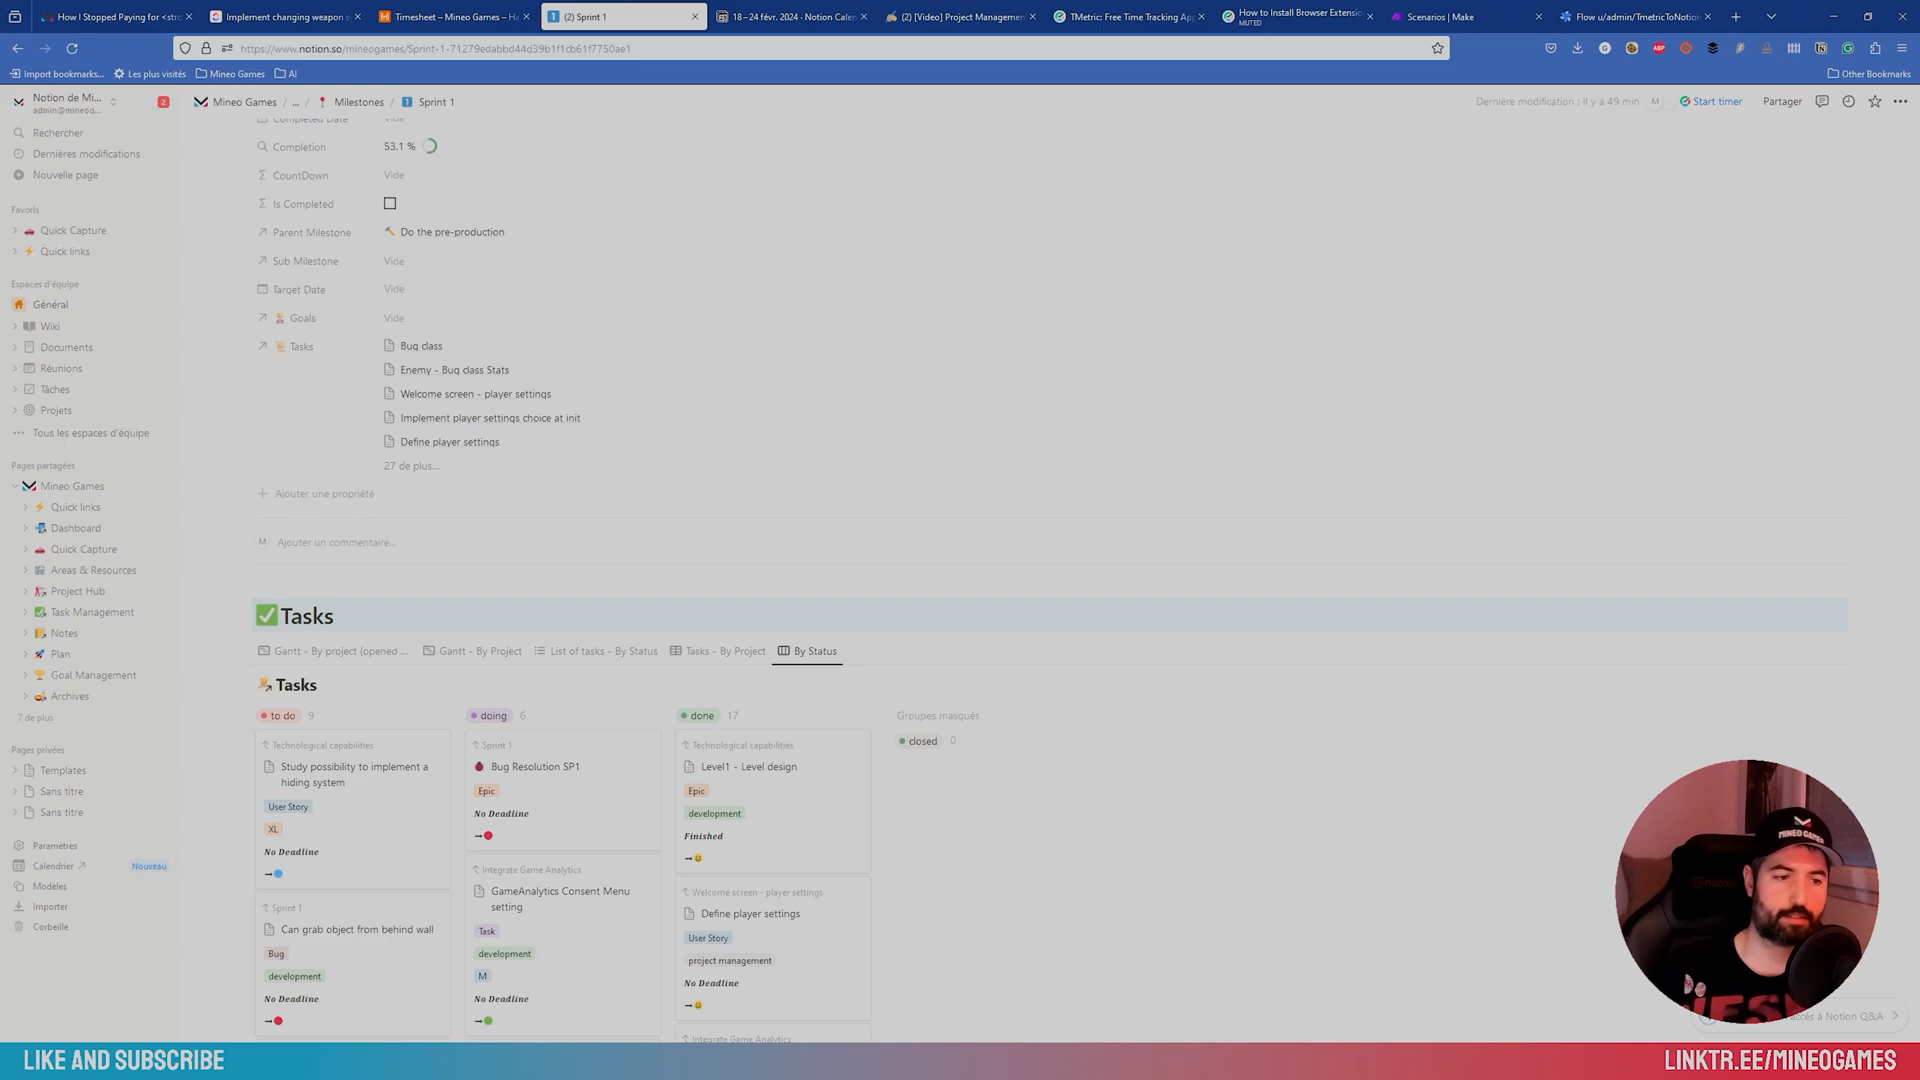 How I Stopped Paying for <stro
Implement changing weapon s
Timesheet – Mineo Games – Ha
(2) Sprint 1
18 – 24 févr. 2024 · Notion Calen
(2) [Video] Project Managemen
TMetric: Free Time Tracking App
How to Install Browser Extensio
MUTED
Scenarios | Make
Flow u/admin/TmetricToNotion
https://www.notion.so/mineogames/Sprint-1-71279edabbd44d39b1f1cb61f7750ae1
Import bookmarks...
Les plus visités
Mineo Games
AI
Other Bookmarks
Notion de Mi...
admin@mineog...
2
Mineo Games / ... / Milestones / Sprint 1
Dernière modification : Il y a 49 min
M
Start timer
Partager
Rechercher
Dernières modifications
Nouvelle page
Favoris
Quick Capture
Quick links
Espaces d'équipe
Général
Wiki
Documents
Réunions
Tâches
Projets
Tous les espaces d'équipe
Pages partagées
Mineo Games
Quick links
Dashboard
Quick Capture
Areas & Resources
Project Hub
Task Management
Notes
Plan
Goal Management
Archives
7 de plus
Pages privées
Templates
Sans titre
Sans titre
Paramètres
Calendrier
Nouveau
Modèles
Importer
Corbeille
Completed Date Vide
Completion 53,1 %
CountDown Vide
Is Completed
Parent Milestone Do the pre-production
Sub Milestone Vide
Target Date Vide
Goals Vide
Tasks Bug class
Enemy - Bug class Stats
Welcome screen - player settings
Implement player settings choice at init
Define player settings
27 de plus...
Ajouter une propriété
M Ajouter un commentaire...
Tasks
Gantt - By project (opened ...
Gantt - By Project
List of tasks - By Status
Tasks - By Project
By Status
Tasks
to do 9
Technological capabilities
Study possibility to implement a
hiding system
User Story
XL
No Deadline
Sprint 1
Can grab object from behind wall
Bug
development
No Deadline
doing 6
Sprint 1
Bug Resolution SP1
Epic
No Deadline
Integrate Game Analytics
GameAnalytics Consent Menu
setting
Task
development
M
No Deadline
done 17
Technological capabilities
Level1 - Level design
Epic
development
Finished
Welcome screen - player settings
Define player settings
User Story
project management
No Deadline
Integrate Game Analytics
Groupes masqués
closed 0
MINEO GAMES
accès à Notion Q&A
LIKE AND SUBSCRIBE
LINKTR.EE/MINEOGAMES